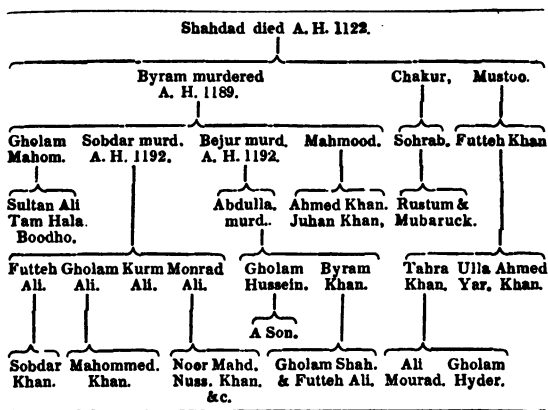 Shahdad died A. H. 1122.
Byram murdered Chakur, Mustoo.
A. H. 1189.
Gholam Sobdar murd. Bejur murd. Mahmood. Sohrab. Futteh Khan
Mahom. A. H. 1192. A. H. 1192.
Sultan Ali Abdulla. Ahmed Khan. Rustum &
Tam Hala murd.. Juhan Khan, Mubaruck.
Boodho.
Futteh Gholam Kurm Monrad Gholam Byram Tahra Ulla Ahmed
Ali. Ali. Ali. Ali. Hussein. Khan. Khan. Yar. Khan.
A Son.
Sobdar Mahommed. Noor Mahd. Gholam Shah. Ali Gholam
Khan. Khan. Nuss. Khan. & Futteh Ali. Mourad. Hyder.
&c.